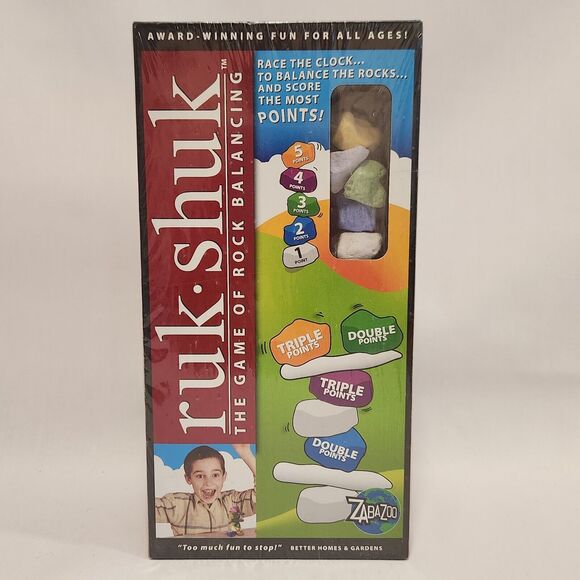 AWARD-WINNING FUN FOR ALL AGES!
ruk·shuk™
THE GAME OF ROCK BALANCING
RACE THE CLOCK...
TO BALANCE THE ROCKS...
AND SCORE
THE MOST
POINTS!
5
POINTS
4
POINTS
3
POINTS
2
POINTS
1
POINT
TRIPLE
POINTS
DOUBLE
POINTS
TRIPLE
POINTS
DOUBLE
POINTS
ZABAZOO
"Too much fun to stop!" BETTER HOMES & GARDENS